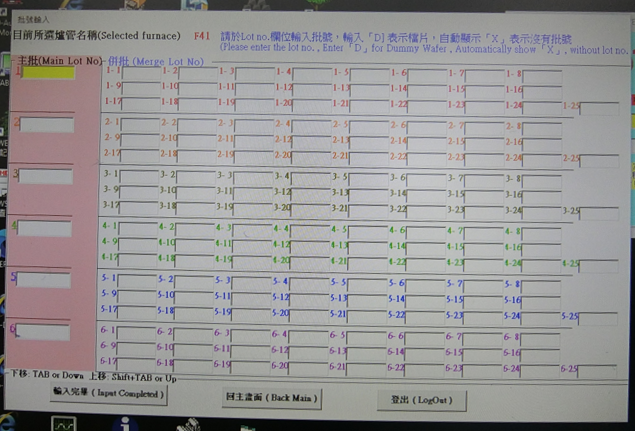 批號輸入
目前所選爐管名稱(Selected furnace) F41 請於Lot no.欄位輸入批號，輸入「D」表示檔片，自動顯示「X」表示沒有批號
(Please enter the lot no. , Enter「D」for Dummy Wafer , Automatically show「X」, without lot no.
主批(Main Lot No) 併批 (Merge Lot No)
1 1- 1 1- 2 1- 3 1- 4 1- 5 1- 6 1- 7 1- 8
1- 9 1-10 1-11 1-12 1-13 1-14 1-15 1-16
1-17 1-18 1-19 1-20 1-21 1-22 1-23 1-24 1-25
2 2- 1 2- 2 2- 3 2- 4 2- 5 2- 6 2- 7 2- 8
2- 9 2-10 2-11 2-12 2-13 2-14 2-15 2-16
2-17 2-18 2-19 2-20 2-21 2-22 2-23 2-24 2-25
3 3- 1 3- 2 3- 3 3- 4 3- 5 3- 6 3- 7 3- 8
3- 9 3-10 3-11 3-12 3-13 3-14 3-15 3-16
3-17 3-18 3-19 3-20 3-21 3-22 3-23 3-24 3-25
4 4- 1 4- 2 4- 3 4- 4 4- 5 4- 6 4- 7 4- 8
4- 9 4-10 4-11 4-12 4-13 4-14 4-15 4-16
4-17 4-18 4-19 4-20 4-21 4-22 4-23 4-24 4-25
5 5- 1 5- 2 5- 3 5- 4 5- 5 5- 6 5- 7 5- 8
5- 9 5-10 5-11 5-12 5-13 5-14 5-15 5-16
5-17 5-18 5-19 5-20 5-21 5-22 5-23 5-24 5-25
6 6- 1 6- 2 6- 3 6- 4 6- 5 6- 6 6- 7 6- 8
6- 9 6-10 6-11 6-12 6-13 6-14 6-15 6-16
6-17 6-18 6-19 6-20 6-21 6-22 6-23 6-24 6-25
下移: TAB or Down 上移: Shift+TAB or Up
輸入完畢 ( Input Completed ) 回主畫面 ( Back Main ) 登出 ( LogOut )